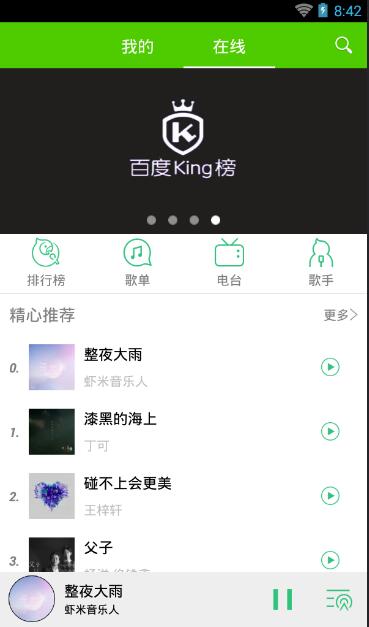 8:42
我的 在线
百度King榜
排行榜 歌单 电台 歌手
精心推荐 更多
0. 整夜大雨
虾米音乐人
1. 漆黑的海上
丁可
2. 碰不上会更美
王梓轩
3. 父子
整夜大雨
虾米音乐人